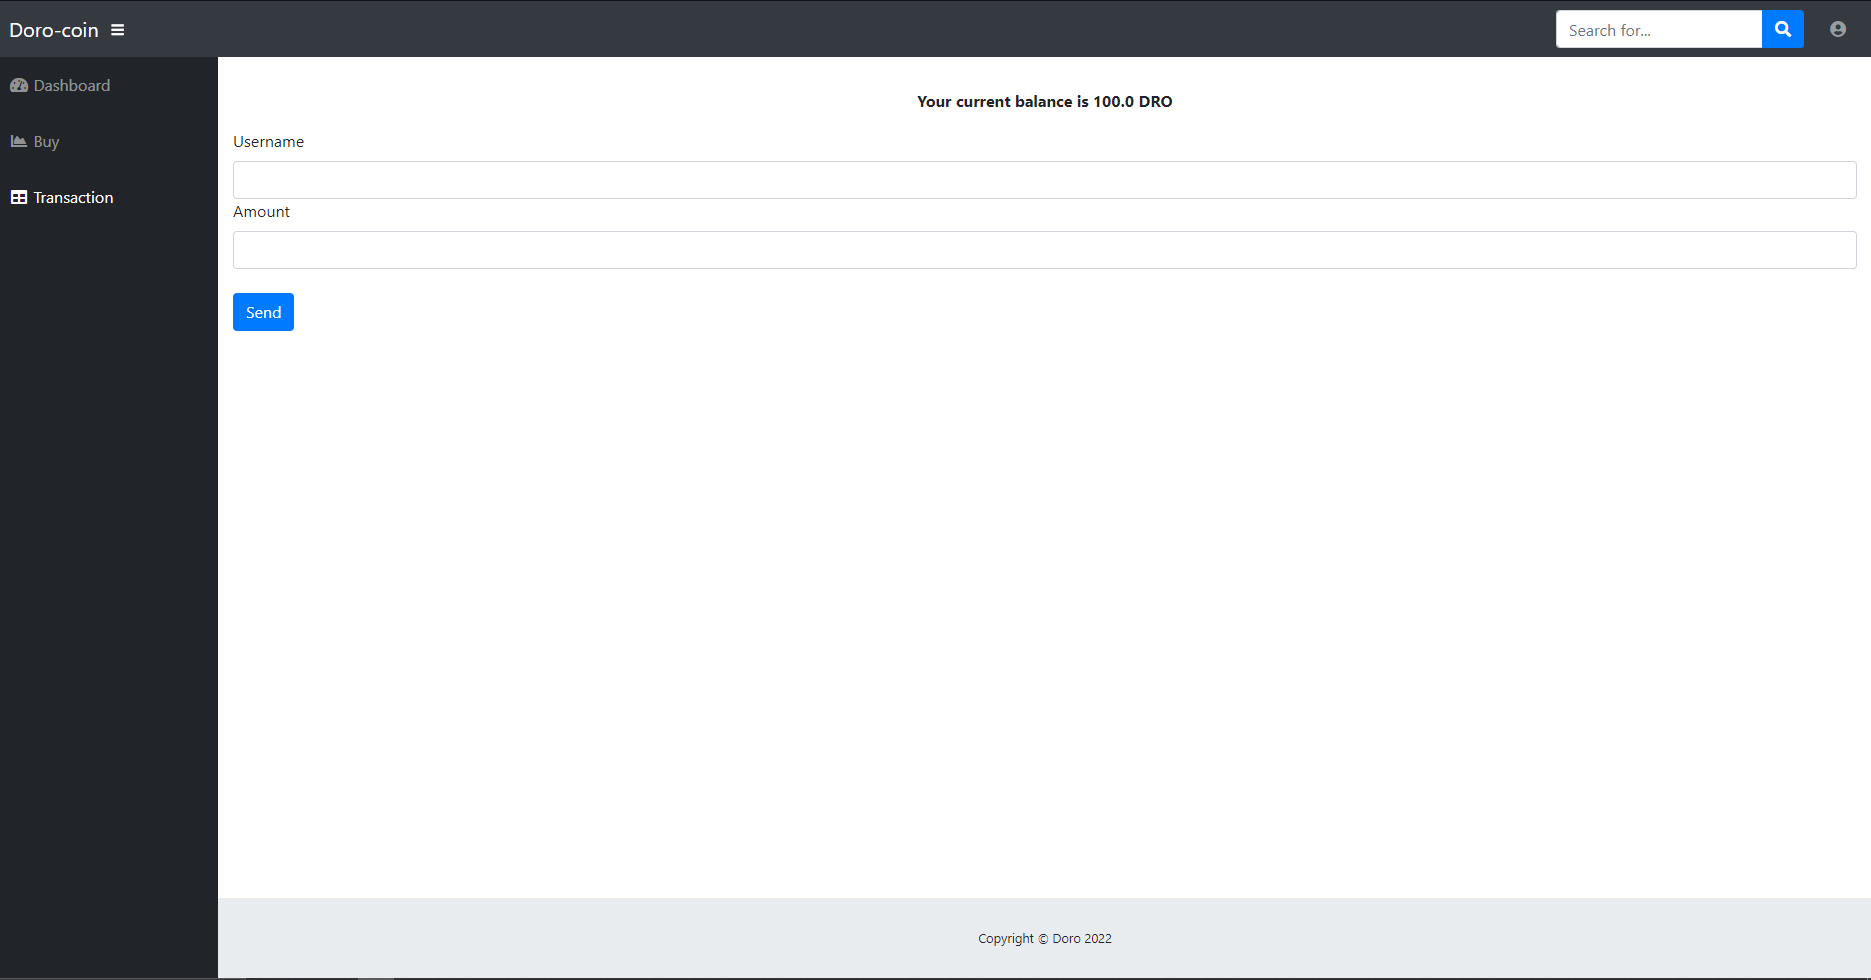 Doro-coin
Search for...
Dashboard
Buy
Transaction
Your current balance is 100.0 DRO
Username
Amount
Send
Copyright © Doro 2022